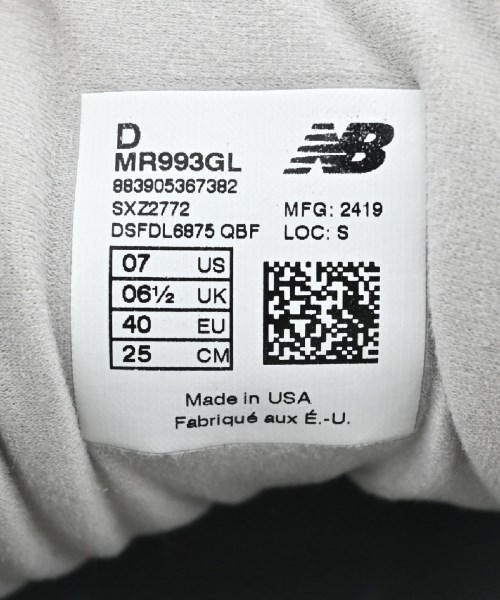 D
MR993GL
883905367382
SXZ2772
DSFDL6875 QBF
NB
MFG: 2419
LOC: S
07 US
06½ UK
40 EU
25 CM
Made in USA
Fabriqué aux É.-U.